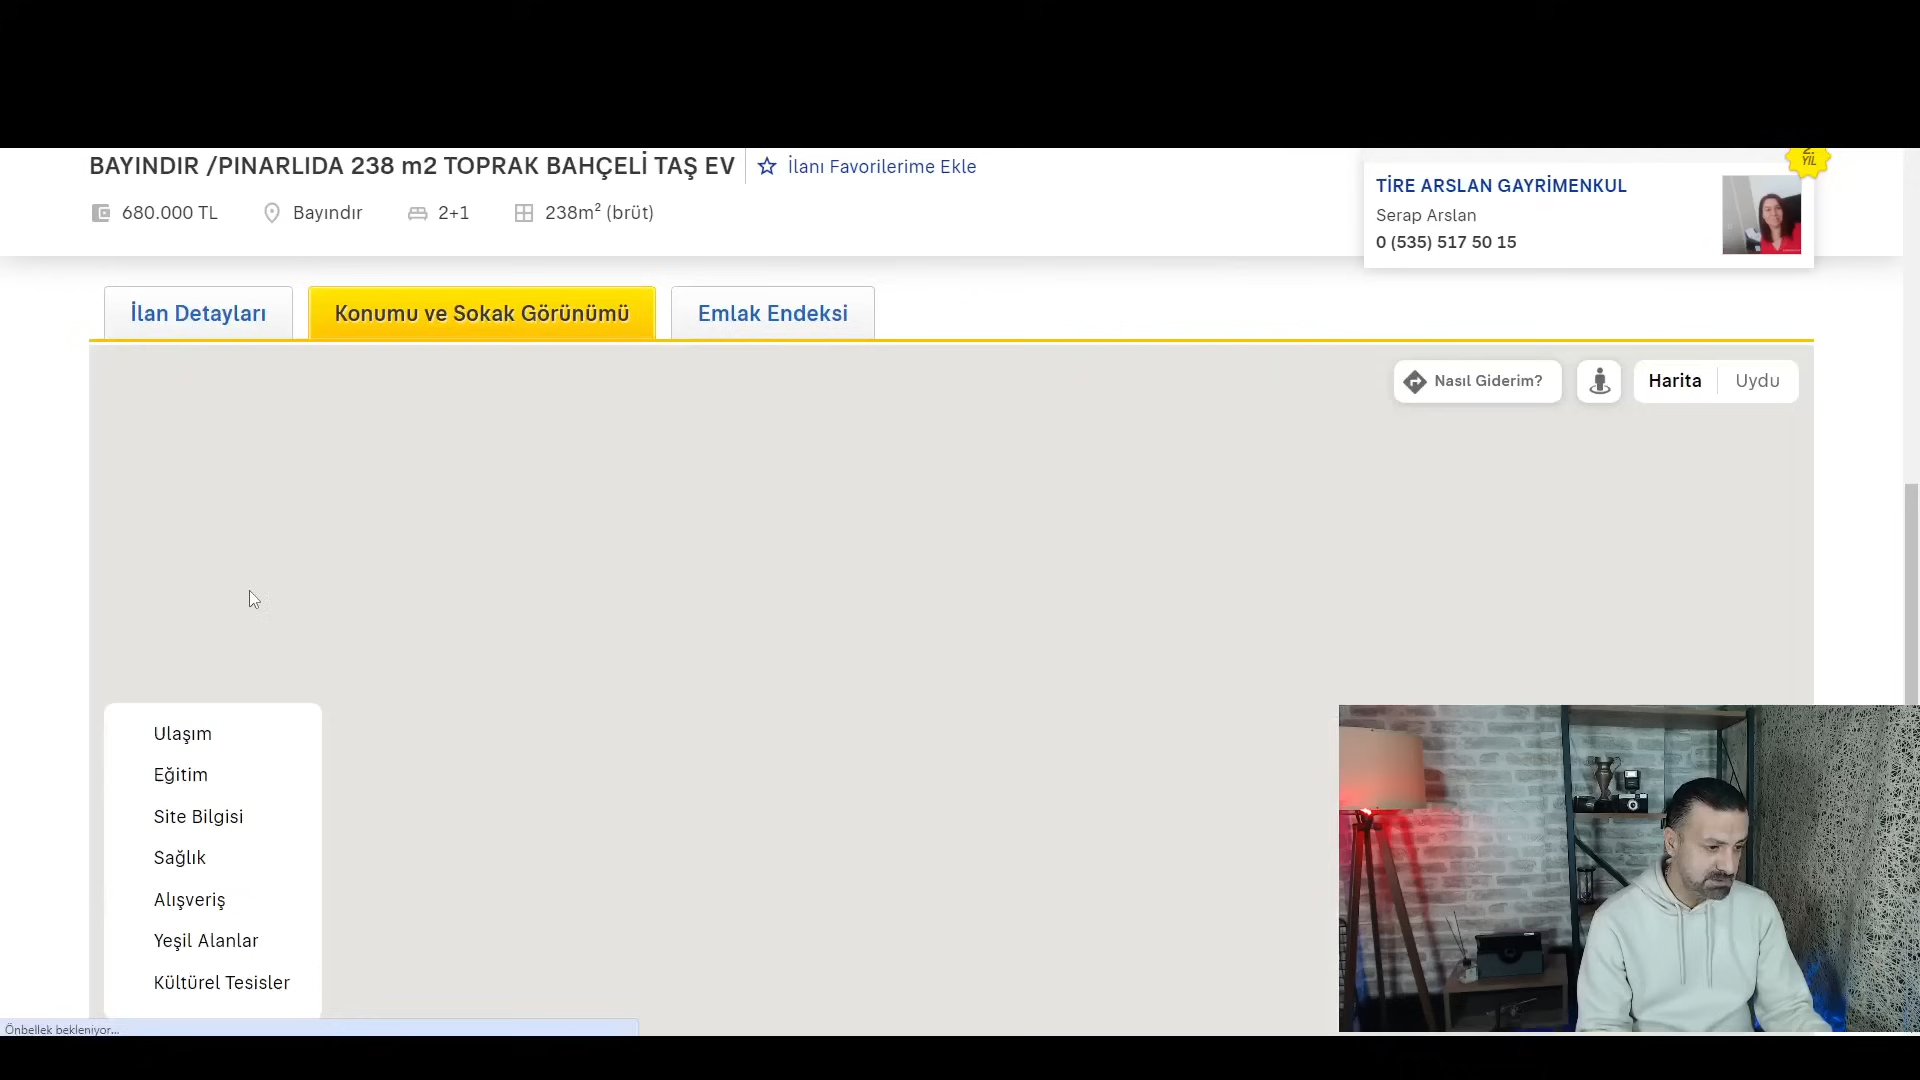 BAYINDIR /PINARLIDA 238 m2 TOPRAK BAHÇELİ TAŞ EV
İlanı Favorilerime Ekle
680.000 TL
Bayındır
2+1
238m² (brüt)
2.
YIL
TİRE ARSLAN GAYRİMENKUL
Serap Arslan
0 (535) 517 50 15
İlan Detayları
Konumu ve Sokak Görünümü
Emlak Endeksi
Nasıl Giderim?
Harita
Uydu
Ulaşım
Eğitim
Site Bilgisi
Sağlık
Alışveriş
Yeşil Alanlar
Kültürel Tesisler
Önbellek bekleniyor...